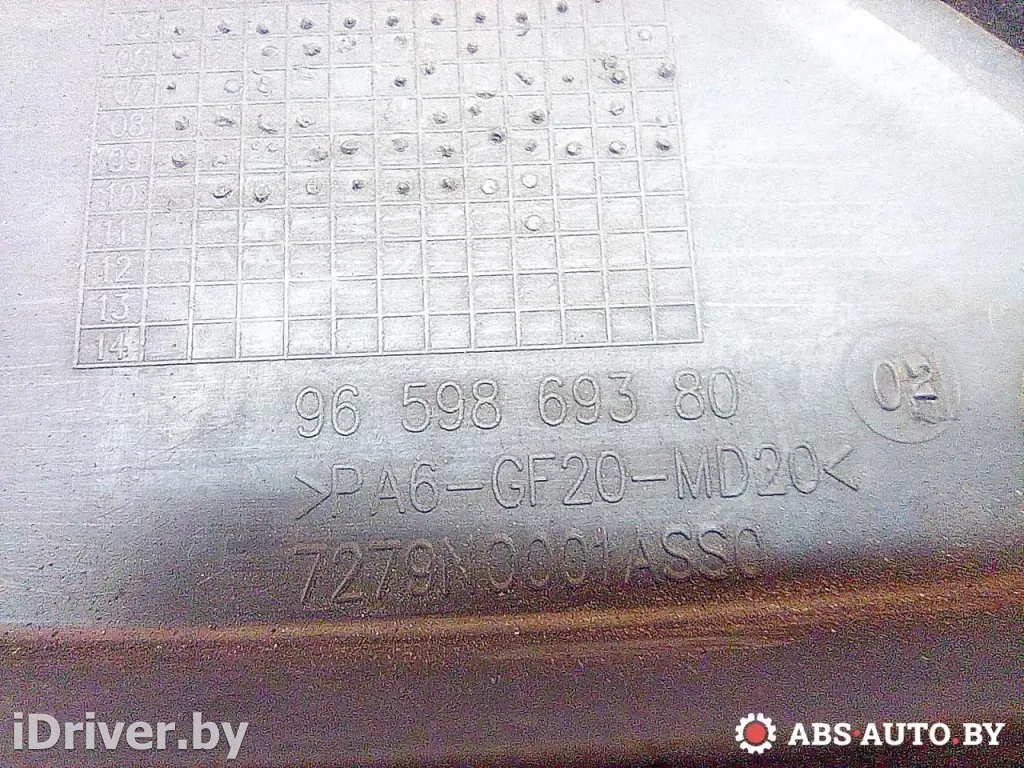 07
08
09
10
11
12
13
14
96 598 693 80
>PA6-GF20-MD20<
7279N0001ASS0
iDriver.by
ABS-AUTO.BY